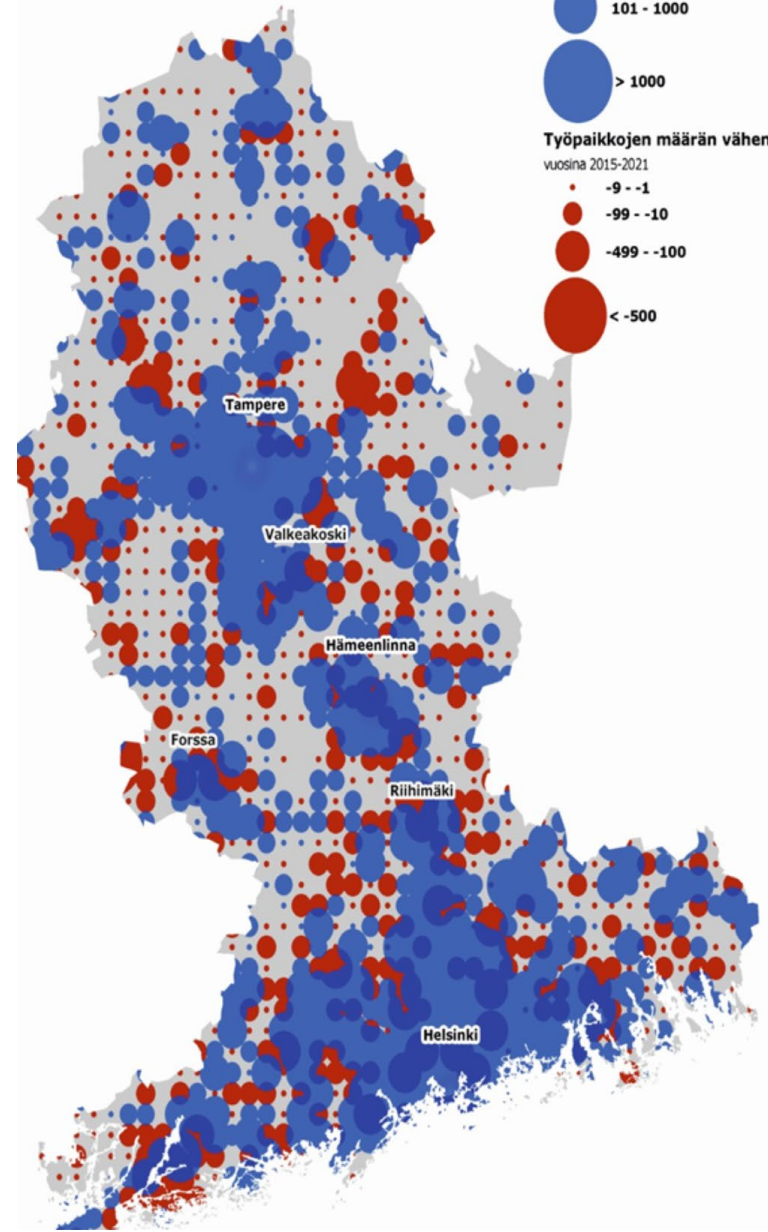 101 - 1000
> 1000
Työpaikkojen määrän vähen
vuosina 2015-2021
-9 - -1
-99 - -10
-499 - -100
< -500
Tampere
Valkeakoski
Hämeenlinna
Forssa
Riihimäki
Helsinki